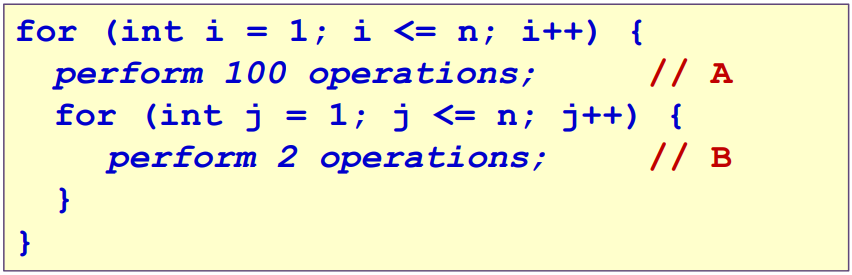 for (int i = 1; i <= n; i++) {
perform 100 operations; // A
for (int j = 1; j <= n; j++) {
perform 2 operations; // B
}
}